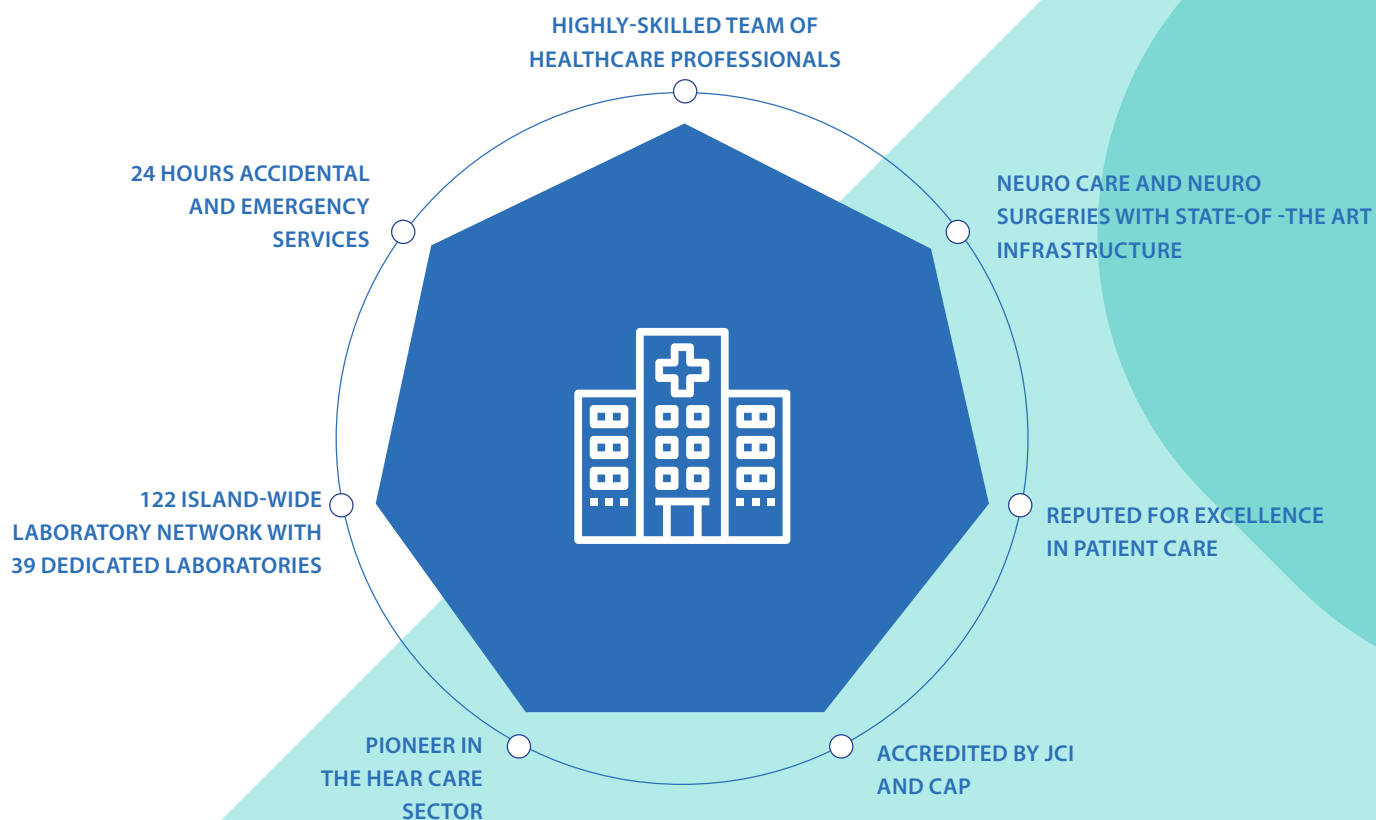 HIGHLY-SKILLED TEAM OF
HEALTHCARE PROFESSIONALS
24 HOURS ACCIDENTAL
AND EMERGENCY
SERVICES
NEURO CARE AND NEURO
SURGERIES WITH STATE-OF -THE ART
INFRASTRUCTURE
122 ISLAND-WIDE
LABORATORY NETWORK WITH
39 DEDICATED LABORATORIES
REPUTED FOR EXCELLENCE
IN PATIENT CARE
PIONEER IN
THE HEAR CARE
SECTOR
ACCREDITED BY JCI
AND CAP